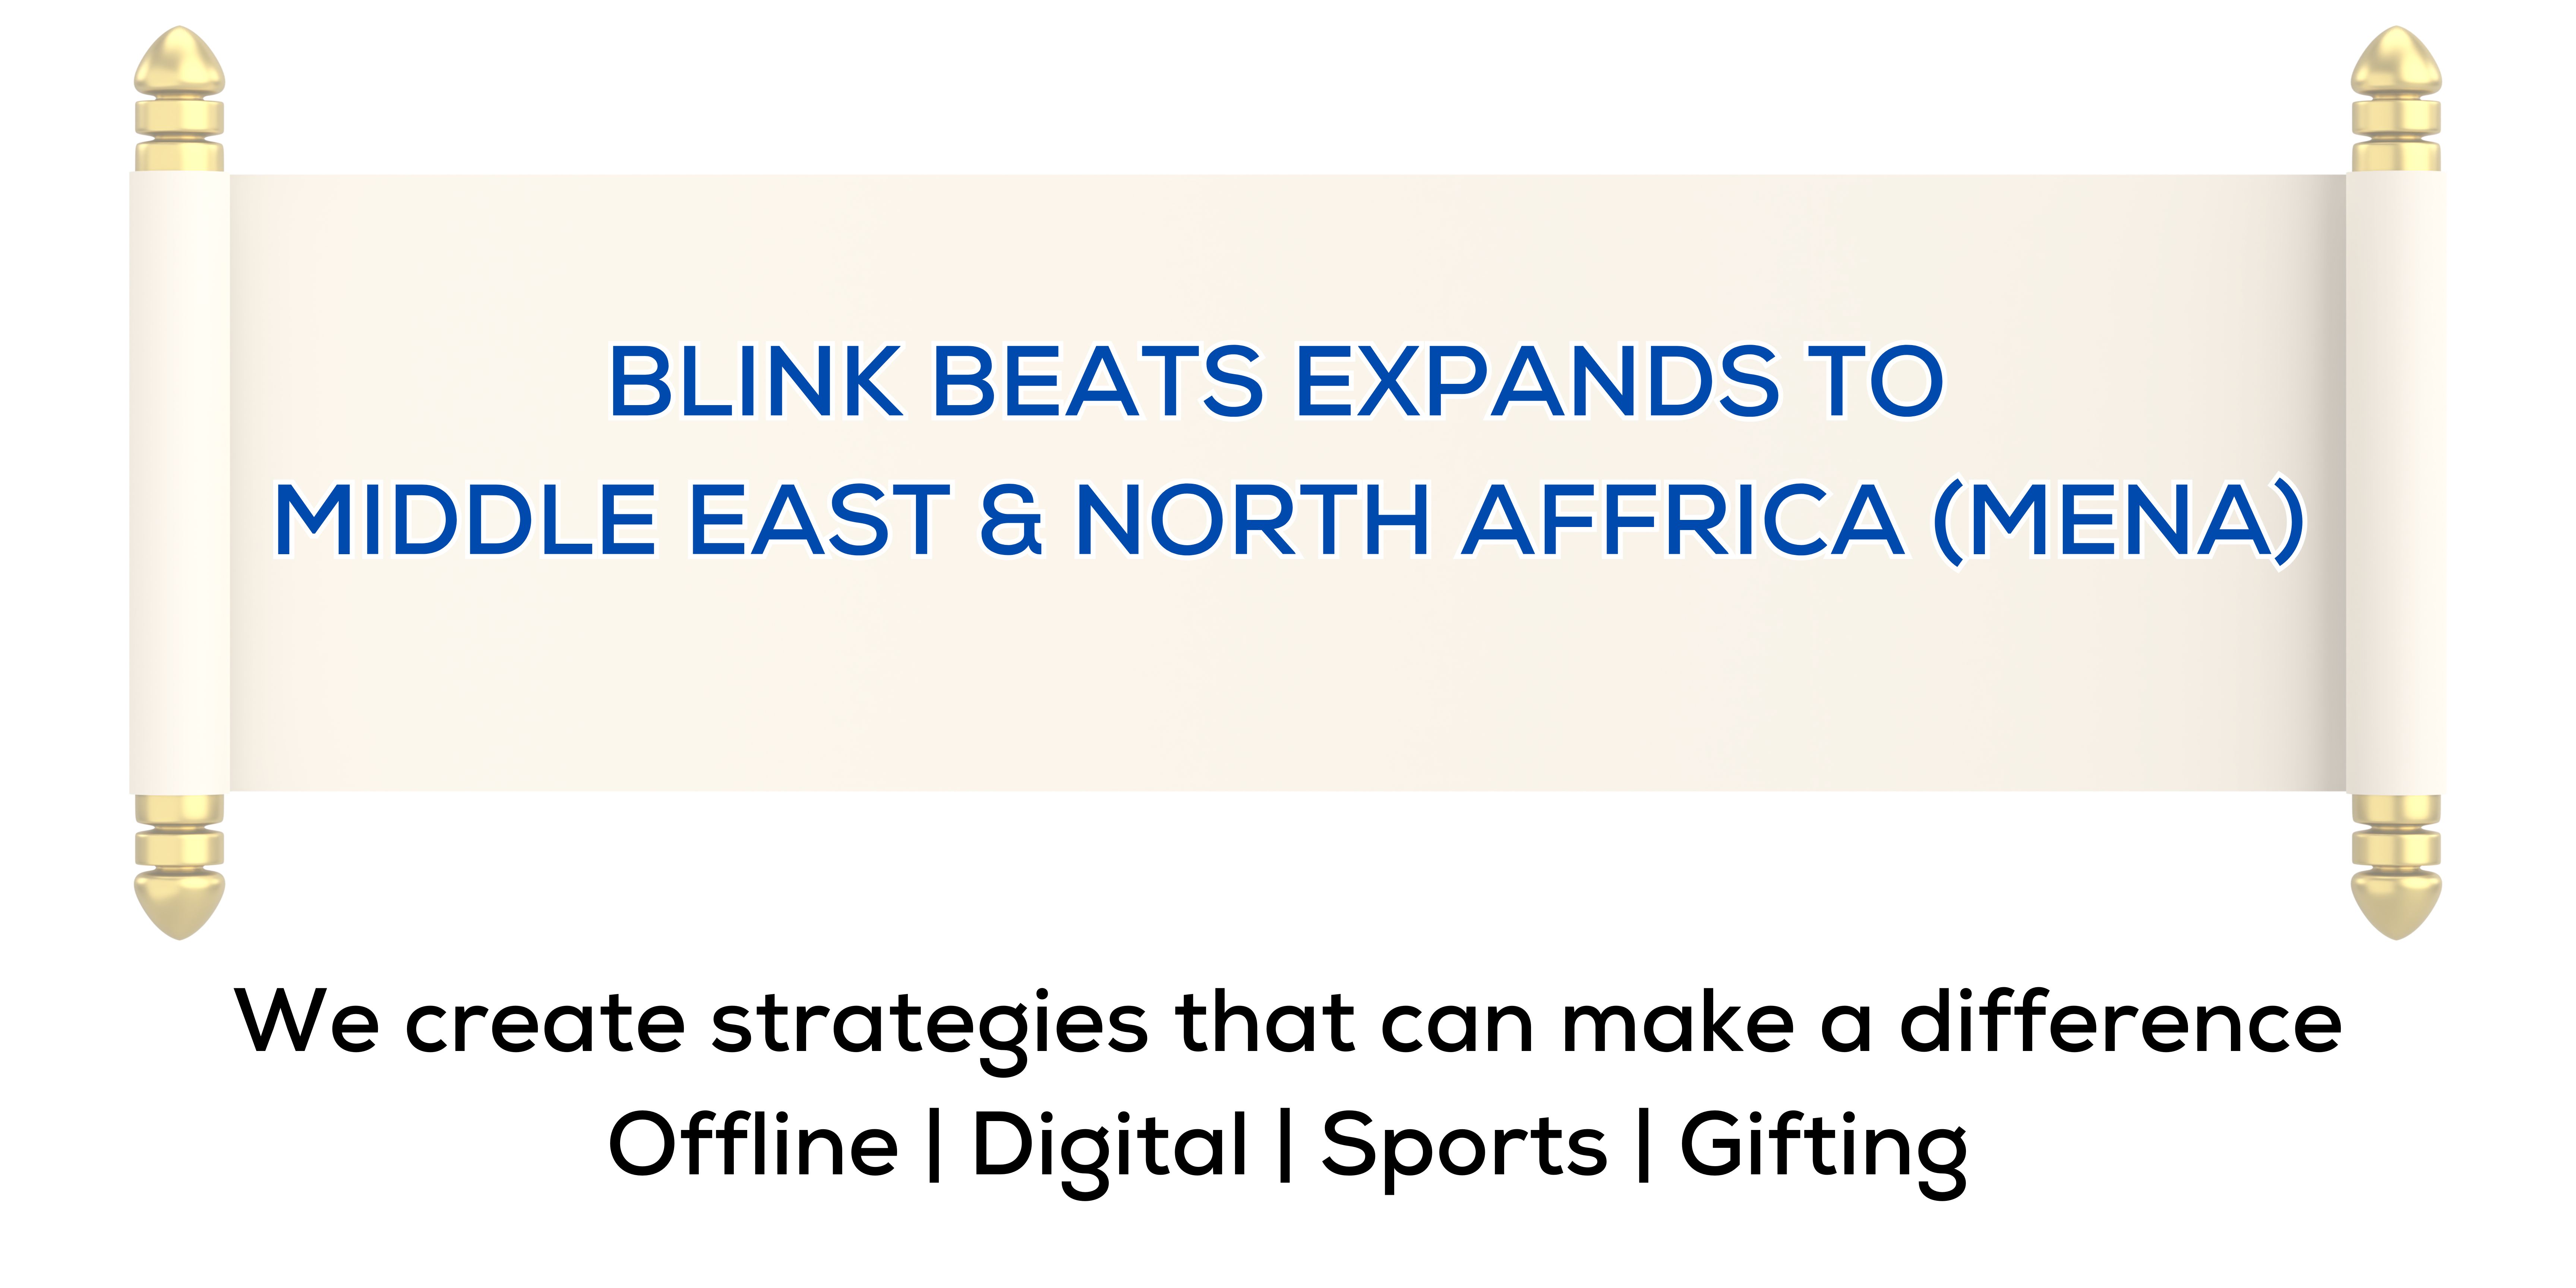 BLINK BEATS EXPANDS TO
MIDDLE EAST & NORTH AFFRICA (MENA)
We create strategies that can make a difference
Offline | Digital | Sports | Gifting